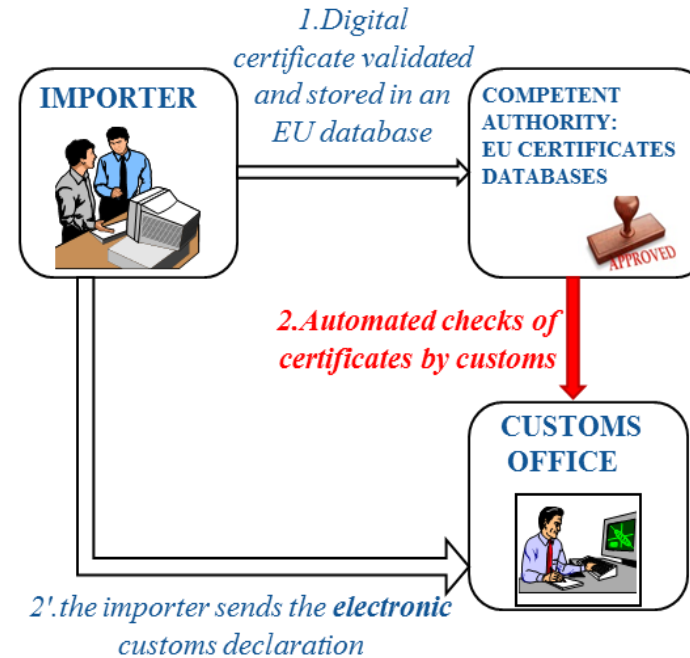 1.Digital
certificate validated
and stored in an
EU database
IMPORTER
COMPETENT
AUTHORITY:
EU CERTIFICATES
DATABASES
APPROVED
2.Automated checks of
certificates by customs
CUSTOMS
OFFICE
2'.the importer sends the electronic
customs declaration